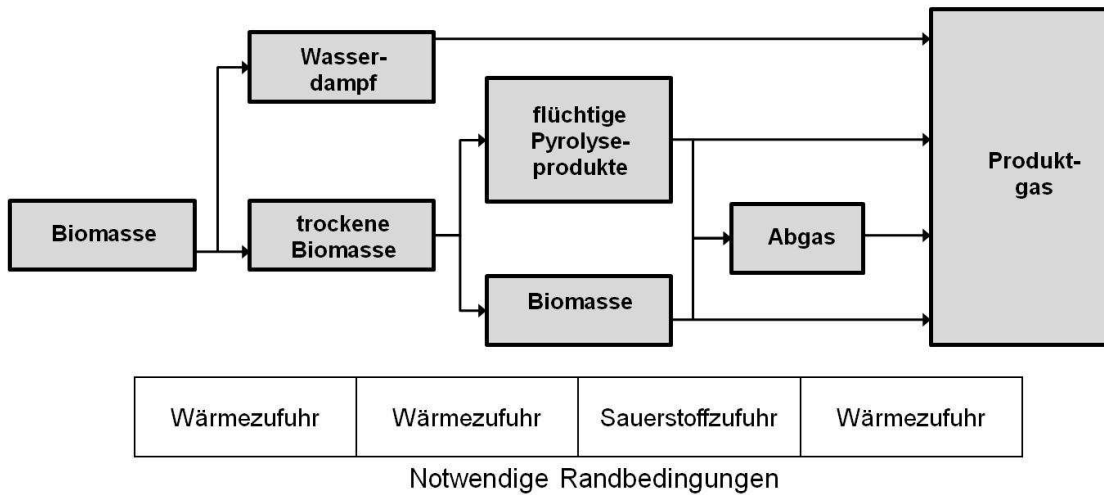 Wasser-
dampf
flüchtige
Pyrolyse-
produkte
Produkt-
gas
Biomasse
trockene
Biomasse
Abgas
Biomasse
Wärmezufuhr
Wärmezufuhr
Sauerstoffzufuhr
Wärmezufuhr
Notwendige Randbedingungen